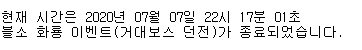 현재 시간은 2020년 07월 07일 22시 17분 01초
블소 화룡 이벤트(거대보스 던전)가 종료되었습니다.